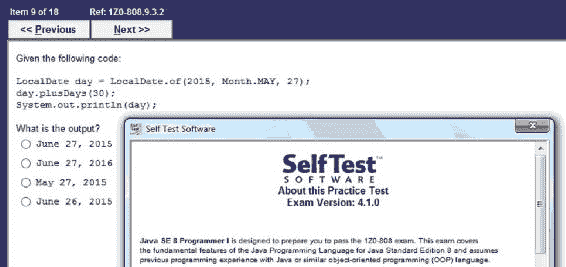 Item 9 of 18 Ref: 1Z0-808.9.3.2
<< Previous Next >>
Given the following code:
LocalDate day = LocalDate.of(2015, Month.MAY, 27);
day.plusDays(30);
System.out.println(day);
What is the output?
June 27, 2015
June 27, 2016
May 27, 2015
June 26, 2015
Self Test Software
SelfTest™
SOFTWARE
About this Practice Test
Exam Version: 4.1.0
Java SE 8 Programmer I is designed to prepare you to pass the 1Z0-808 exam. This exam covers
the fundamental features of the Java Programming Language for Java Standard Edition 8 and assumes
previous programming experience with Java or similar object-oriented programming (OOP) language.